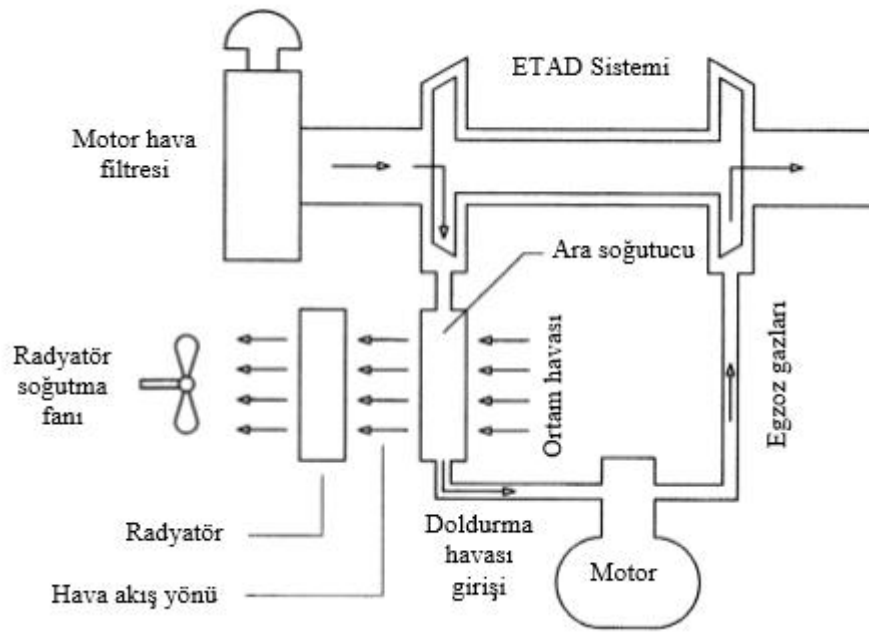 ETAD Sistemi
Motor hava
filtresi
Ara soğutucu
Radyatör
soğutma
fanı
Ortam havası
Egzoz gazları
Radyatör
Doldurma
havası
girişi
Motor
Hava akış yönü